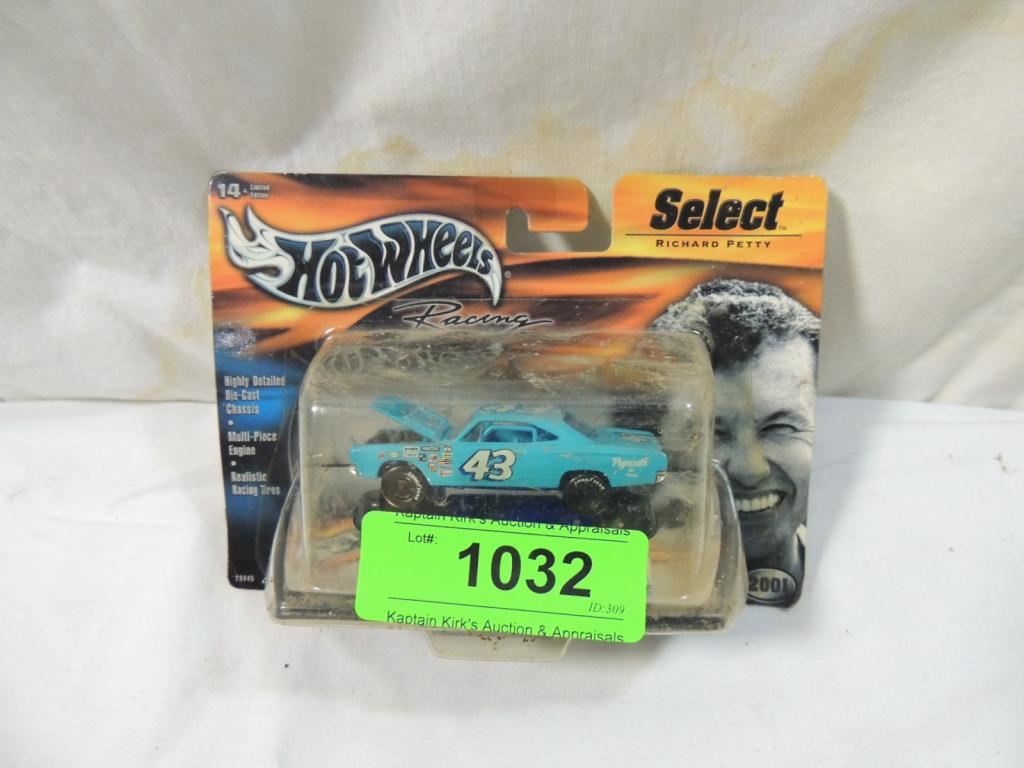 14+ Limited
Edition
Hot Wheels
Racing
Select™
RICHARD PETTY
Highly Detailed
Die-Cast
Chassis
•
Multi-Piece
Engine
•
Realistic
Racing Tires
43
Plymouth
2001
Kaptain Kirk's Auction & Appraisals
Lot#: 1032
ID:309
Kaptain Kirk's Auction & Appraisals